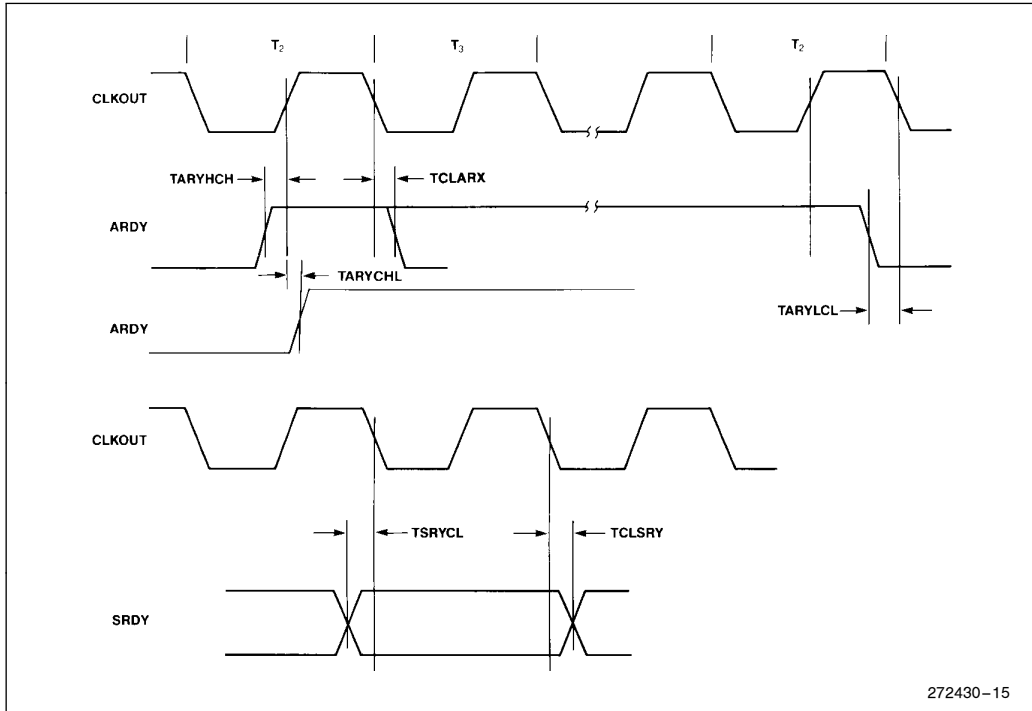 T2 T3 T2
CLKOUT
TARYHCH TCLARX
ARDY
TARYCHL
TARYLCL
ARDY
CLKOUT
TSRYCL TCLSRY
SRDY
272430–15